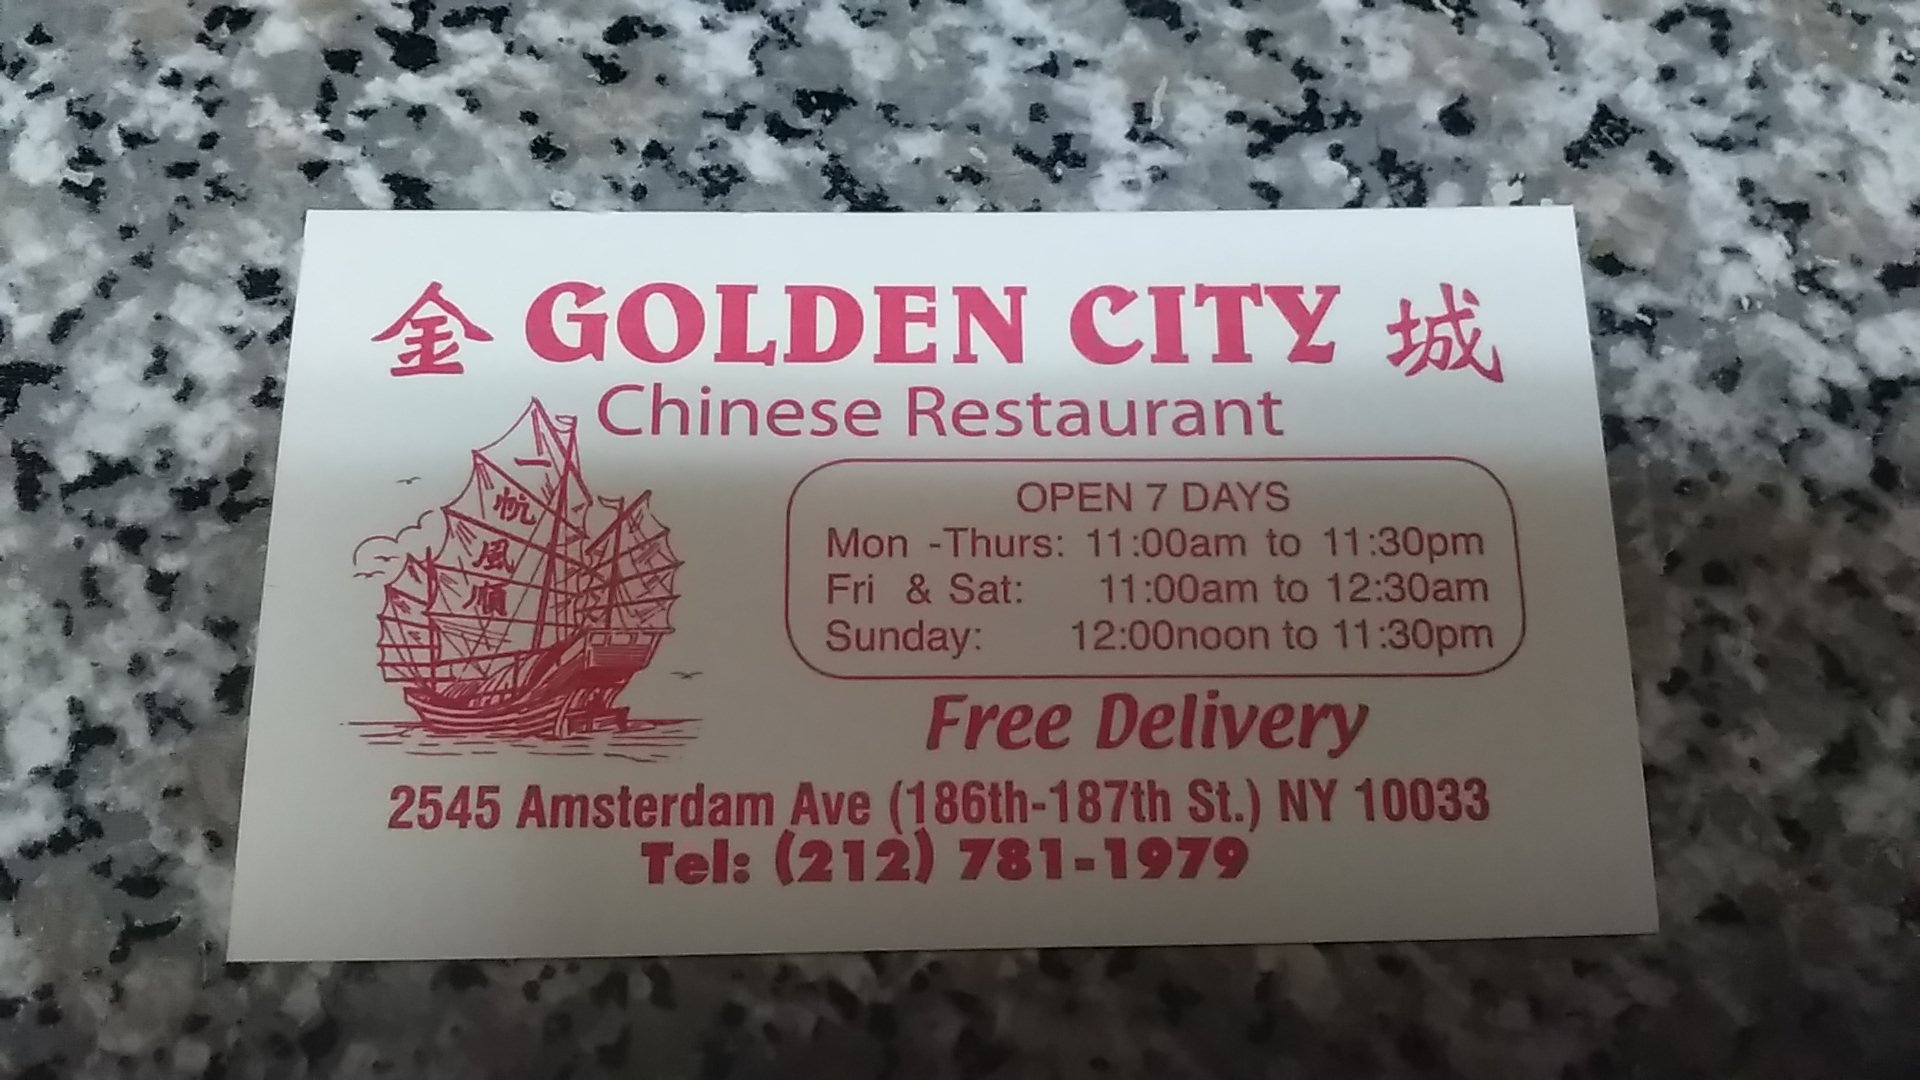 金 GOLDEN CITY 城
Chinese Restaurant
一帆風順
OPEN 7 DAYS
Mon -Thurs: 11:00am to 11:30pm
Fri & Sat: 11:00am to 12:30am
Sunday: 12:00noon to 11:30pm
Free Delivery
2545 Amsterdam Ave (186th-187th St.) NY 10033
Tel: (212) 781-1979